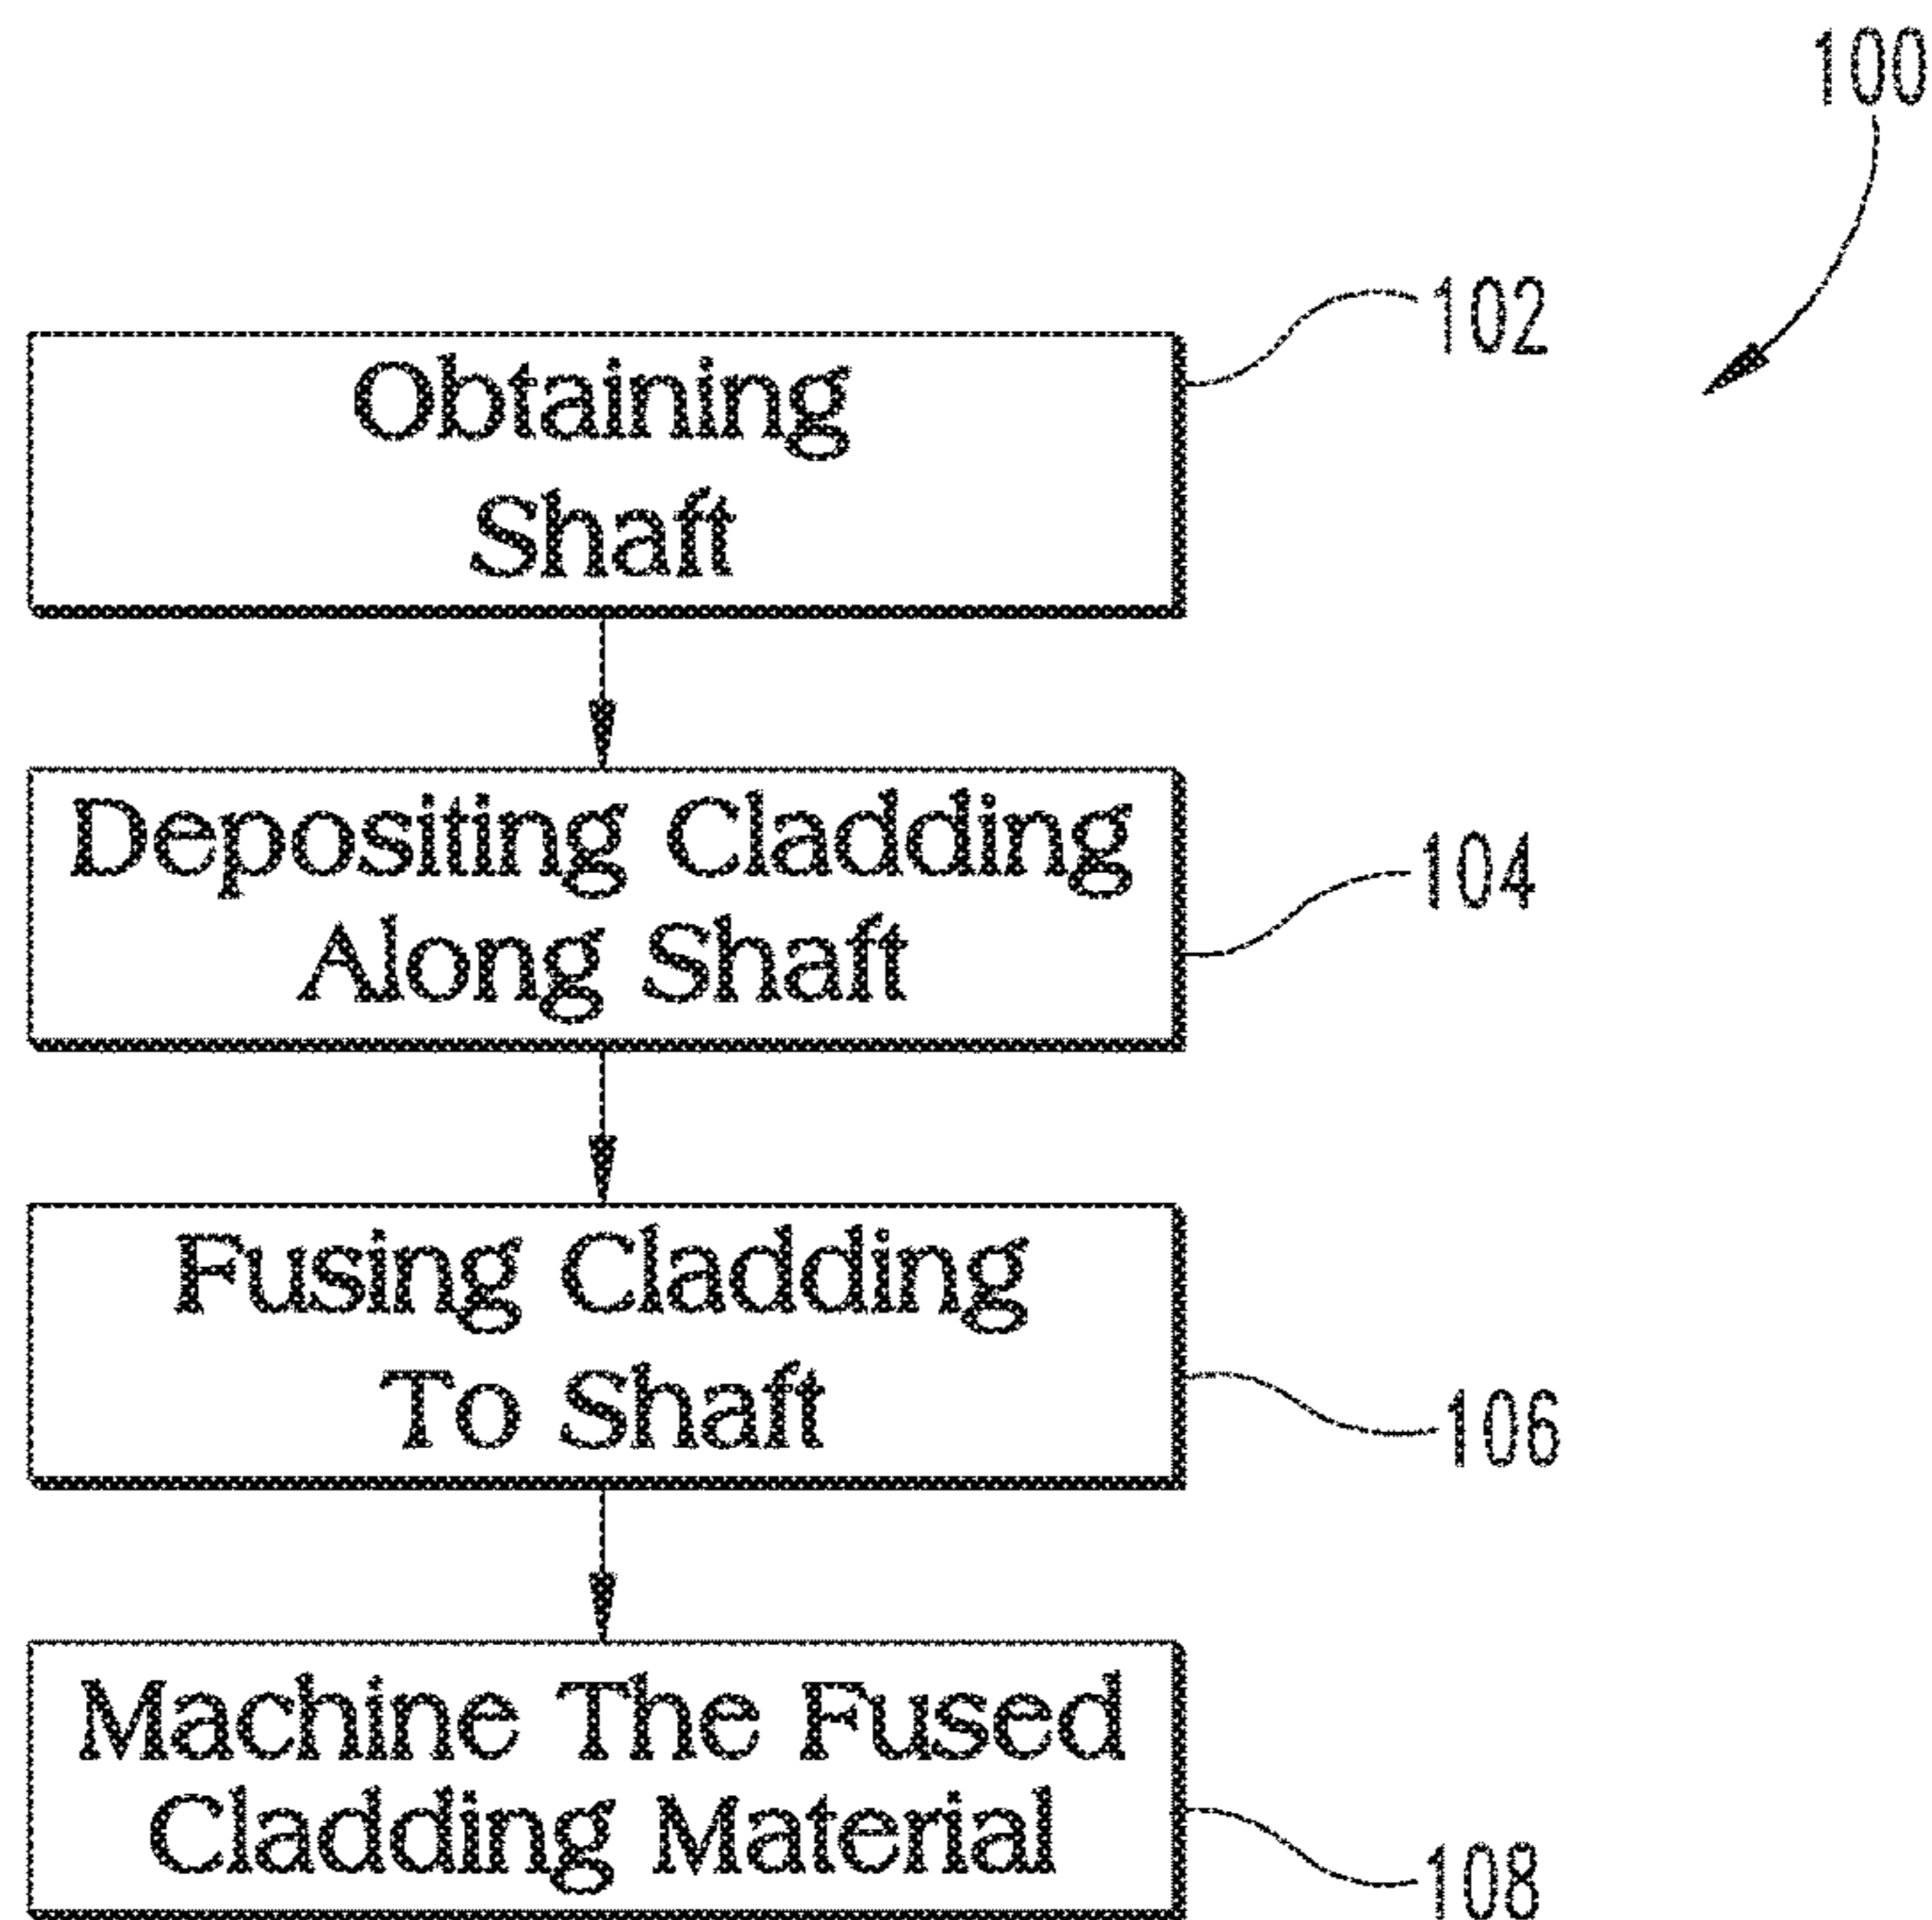 100
102
Obtaining
Shaft
Depositing Cladding
Along Shaft
104
Fusing Cladding
To Shaft
106
Machine The Fused
Cladding Material
108